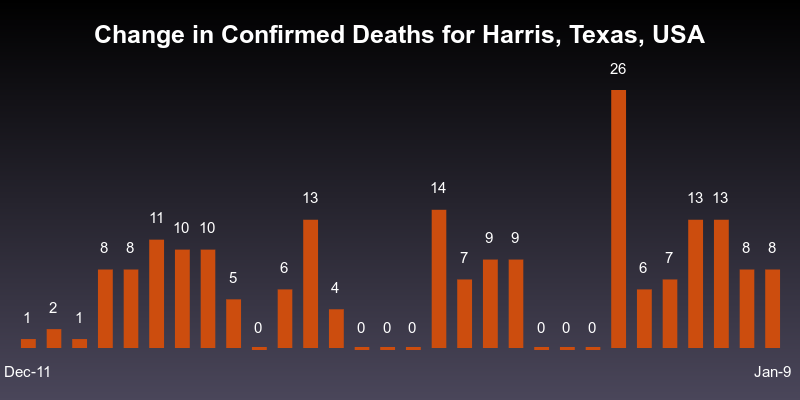 Change in Confirmed Deaths for Harris, Texas, USA
1 2 1 8 8 11 10 10 5 0 6 13 4 0 0 0 14 7 9 9 0 0 0 26 6 7 13 13 8 8
Dec-11 Jan-9